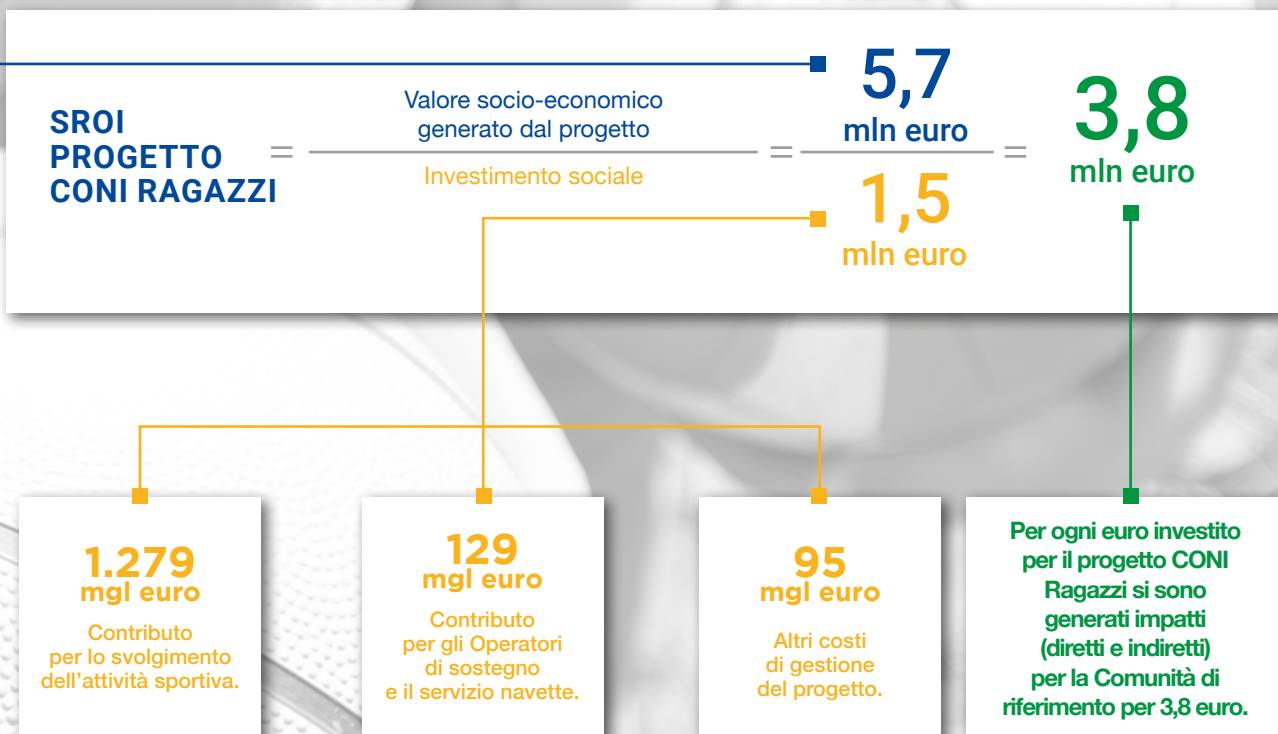 SROI
PROGETTO
CONI RAGAZZI
=
Valore socio-economico
generato dal progetto
Investimento sociale
=
5,7
mln euro
1,5
mln euro
=
3,8
mln euro
1.279
mgl euro
Contributo
per lo svolgimento
dell'attività sportiva.
129
mgl euro
Contributo
per gli Operatori
di sostegno
e il servizio navette.
95
mgl euro
Altri costi
di gestione
del progetto.
Per ogni euro investito
per il progetto CONI
Ragazzi si sono
generati impatti
(diretti e indiretti)
per la Comunità di
riferimento per 3,8 euro.